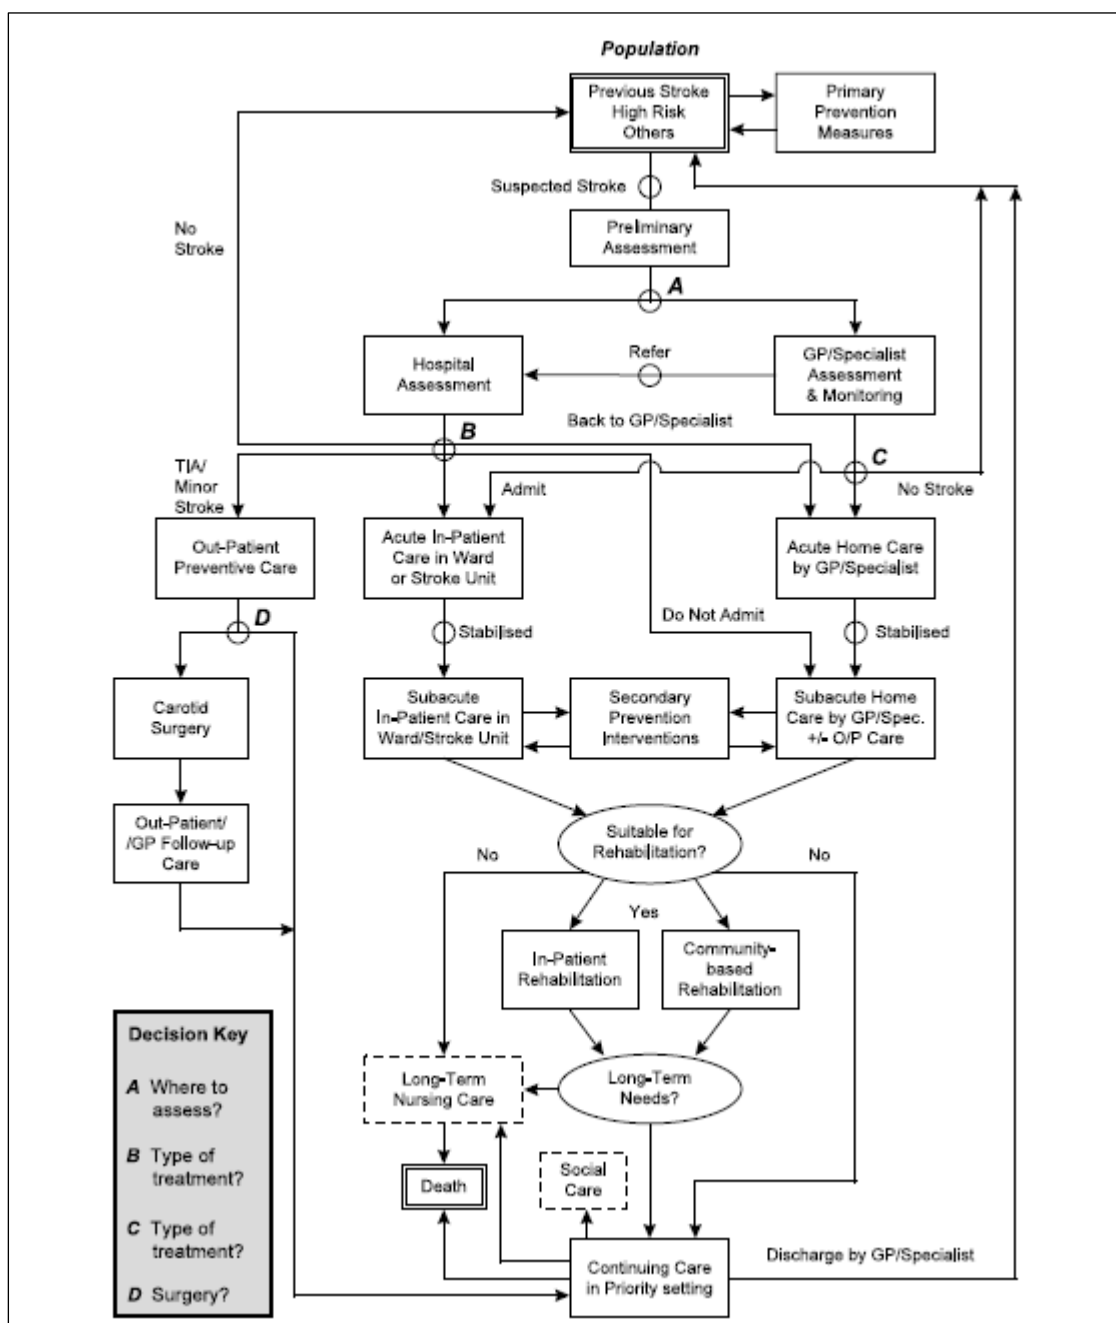 Population
Previous Stroke
High Risk
Others
Primary
Prevention
Measures
Suspected Stroke
No
Stroke
Preliminary
Assessment
A
Hospital
Assessment
Refer
GP/Specialist
Assessment
& Monitoring
Back to GP/Specialist
B
C
TIA/
Minor
Stroke
Admit
No Stroke
Out-Patient
Preventive Care
Acute In-Patient
Care in Ward
or Stroke Unit
Acute Home Care
by GP/Specialist
D
Stabilised
Do Not Admit
Stabilised
Carotid
Surgery
Subacute
In-Patient Care in
Ward/Stroke Unit
Secondary
Prevention
Interventions
Subacute Home
Care by GP/Spec.
+/- O/P Care
Out-Patient/
/GP Follow-up
Care
Suitable for
Rehabilitation?
No
No
Yes
In-Patient
Rehabilitation
Community-
based
Rehabilitation
Long-Term
Nursing Care
Long-Term
Needs?
Death
Social
Care
Continuing Care
in Priority setting
Discharge by GP/Specialist
Decision Key
A Where to
assess?
B Type of
treatment?
C Type of
treatment?
D Surgery?